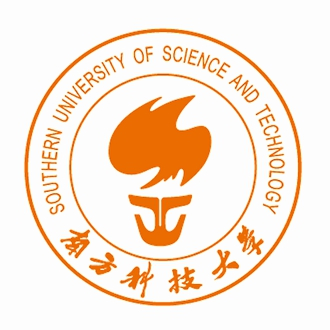 SOUTHERN UNIVERSITY OF SCIENCE AND TECHNOLOGY
南方科技大学